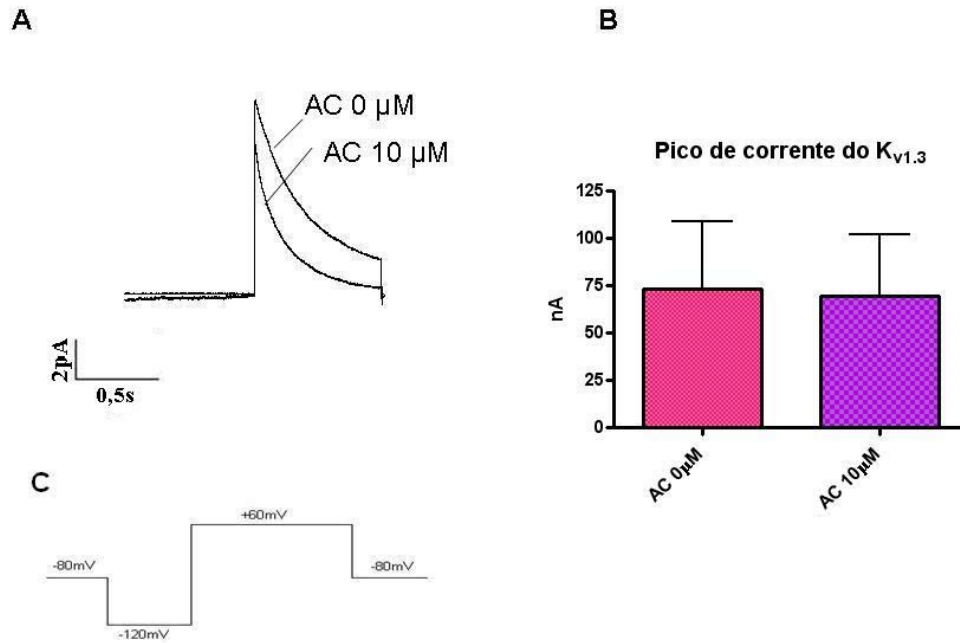 A
AC 0 µM
AC 10 µM
2pA
0,5s
B
Pico de corrente do Kv1.3
125
100
75
50
25
0
nA
AC 0µM
AC 10µM
C
-80mV
-120mV
+60mV
-80mV